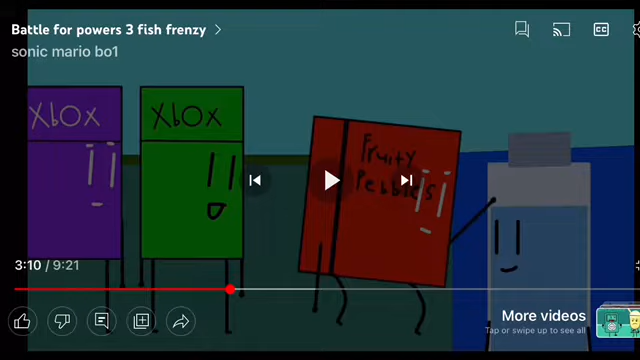 Battle for powers 3 fish frenzy
sonic mario bo1
CC
XbOx
XbOx
Fruity
Pebbles
3:10 / 9:21
More videos
Tap or swipe up to see all